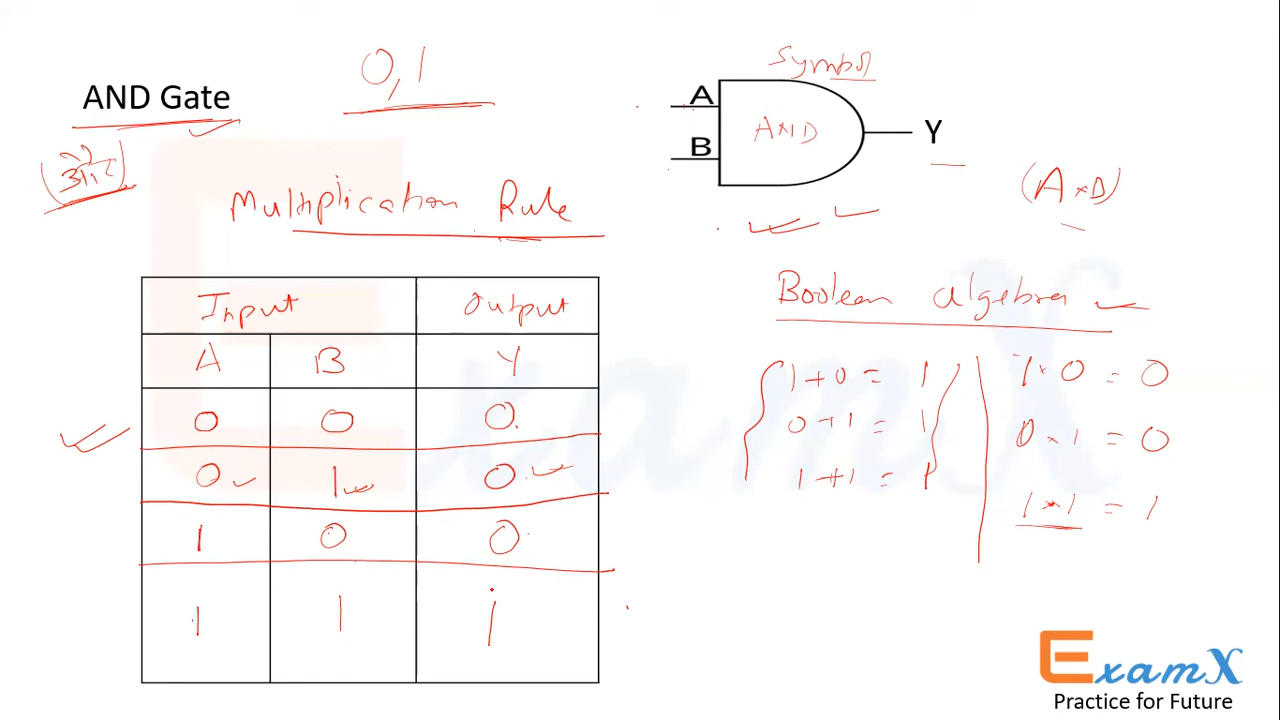 AND Gate
0,1
Symbol
A
AND
B
Y
(A×B)
Multiplication Rule
Input Output
A B Y
0 0 0
0 1 0
1 0 0
1 1 1
Boolean algebra
1+0 = 1
0+1 = 1
1+1 = 1
1×0 = 0
0×1 = 0
1×1 = 1
ExamX
Practice for Future